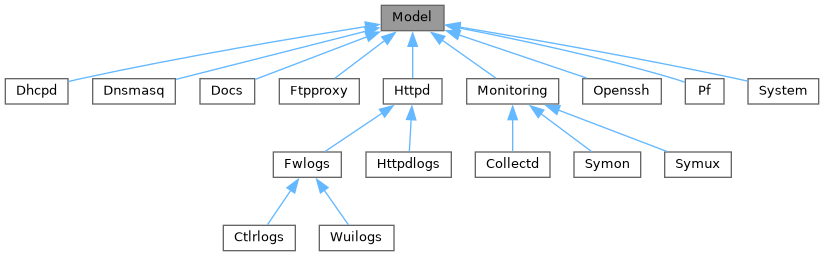 Model
Dhcpd
Dnsmasq
Docs
Ftpproxy
Httpd
Monitoring
Openssh
Pf
System
Fwlogs
Httpdlogs
Collectd
Symon
Symux
Ctlrlogs
Wuilogs